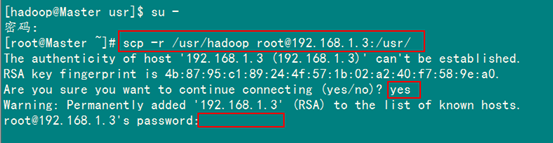 [hadoop@Master usr]$ su -
密码:
[root@Master ~]# scp -r /usr/hadoop root@192.168.1.3:/usr/
The authenticity of host '192.168.1.3 (192.168.1.3)' can't be established.
RSA key fingerprint is 4b:87:95:c1:89:24:4f:57:1b:02:a2:40:f7:58:9e:a0.
Are you sure you want to continue connecting (yes/no)? yes
Warning: Permanently added '192.168.1.3' (RSA) to the list of known hosts.
root@192.168.1.3's password: